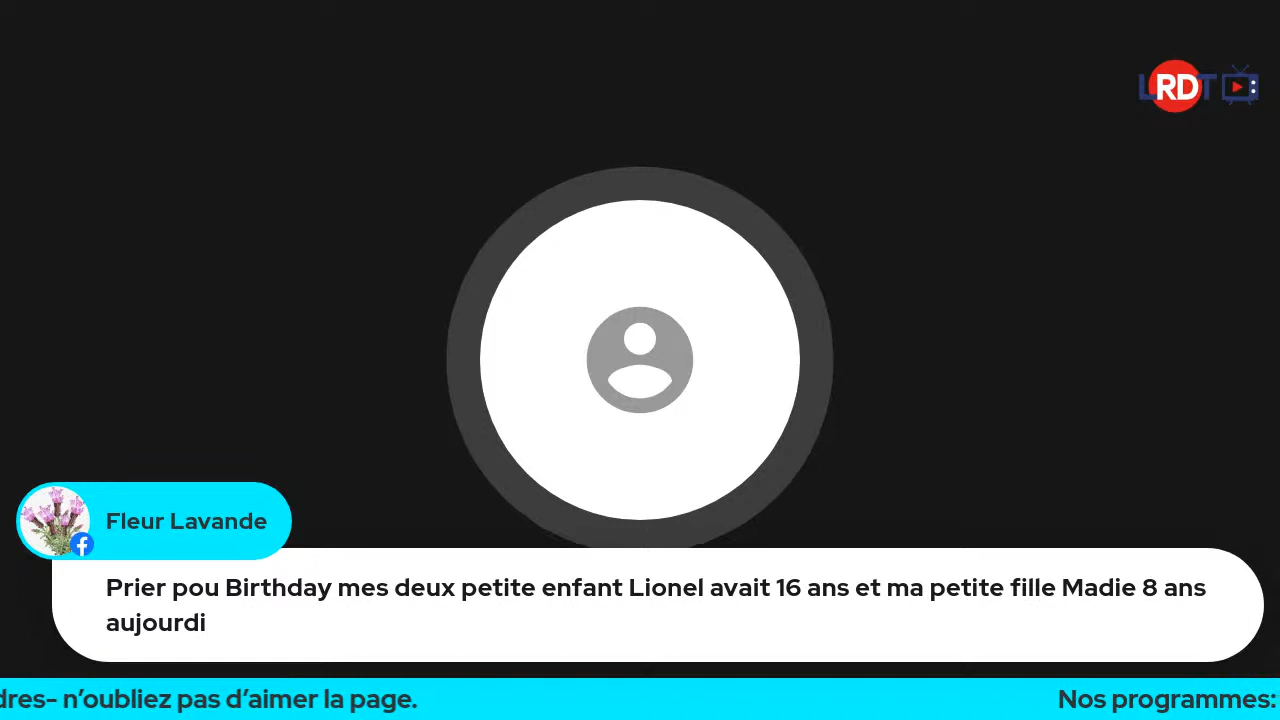 LRDT
Fleur Lavande
Prier pou Birthday mes deux petite enfant Lionel avait 16 ans et ma petite fille Madie 8 ans
aujourdi
dres- n’oubliez pas d’aimer la page.
Nos programmes: